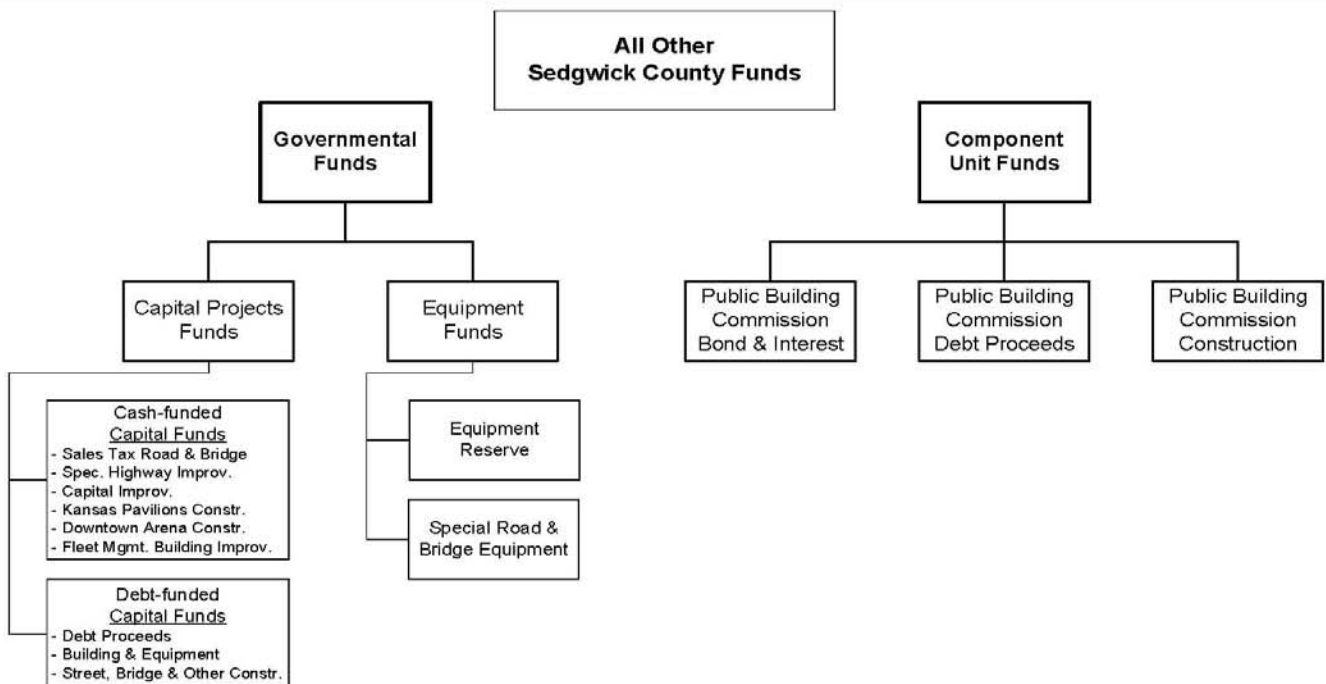 All Other
Sedgwick County Funds
Governmental
Funds
Component
Unit Funds
Capital Projects
Funds
Equipment
Funds
Public Building
Commission
Bond & Interest
Public Building
Commission
Debt Proceeds
Public Building
Commission
Construction
Cash-funded
Capital Funds
- Sales Tax Road & Bridge
- Spec. Highway Improv.
- Capital Improv.
- Kansas Pavilions Constr.
- Downtown Arena Constr.
- Fleet Mgmt. Building Improv.
Equipment
Reserve
Special Road &
Bridge Equipment
Debt-funded
Capital Funds
- Debt Proceeds
- Building & Equipment
- Street, Bridge & Other Constr.